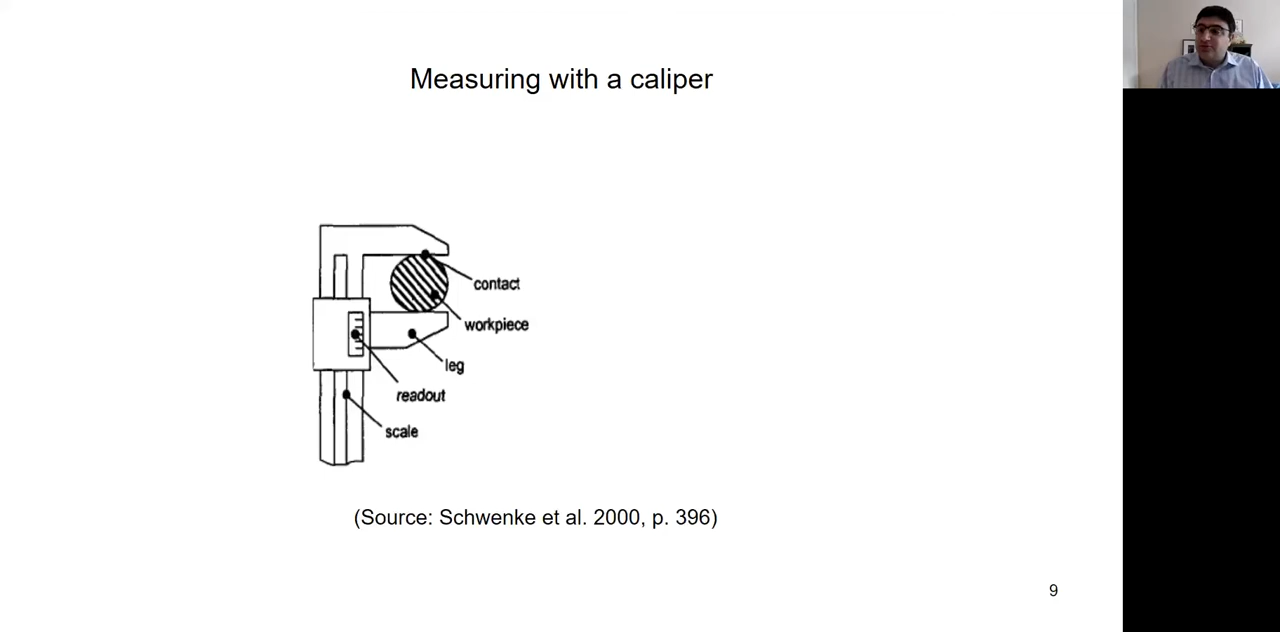 Measuring with a caliper
contact
workpiece
leg
readout
scale
(Source: Schwenke et al. 2000, p. 396)
9